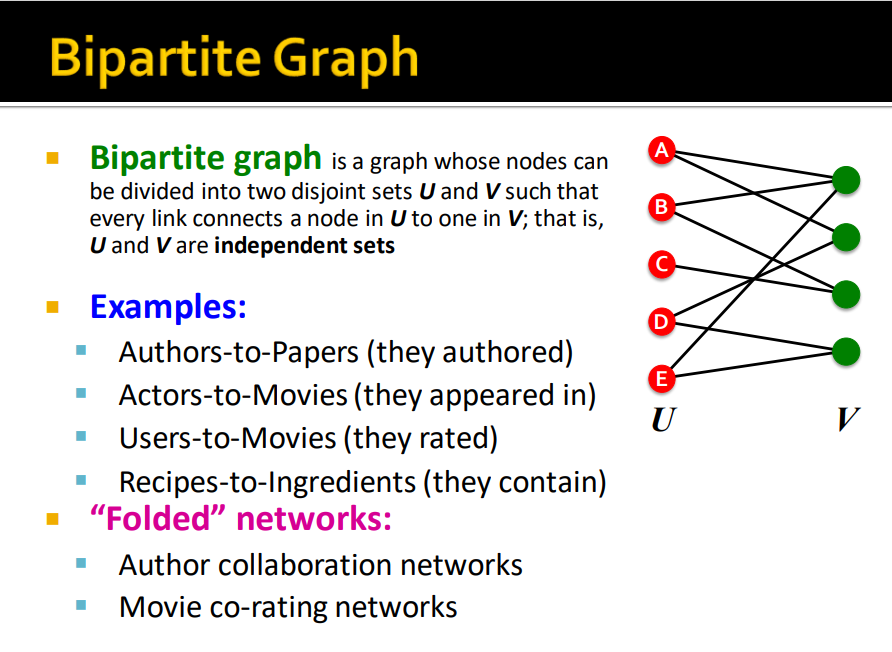 Bipartite Graph
Bipartite graph is a graph whose nodes can
be divided into two disjoint sets U and V such that
every link connects a node in U to one in V; that is,
U and V are independent sets
Examples:
Authors-to-Papers (they authored)
Actors-to-Movies (they appeared in)
Users-to-Movies (they rated)
Recipes-to-Ingredients (they contain)
“Folded” networks:
Author collaboration networks
Movie co-rating networks
A
B
C
D
E
U
V